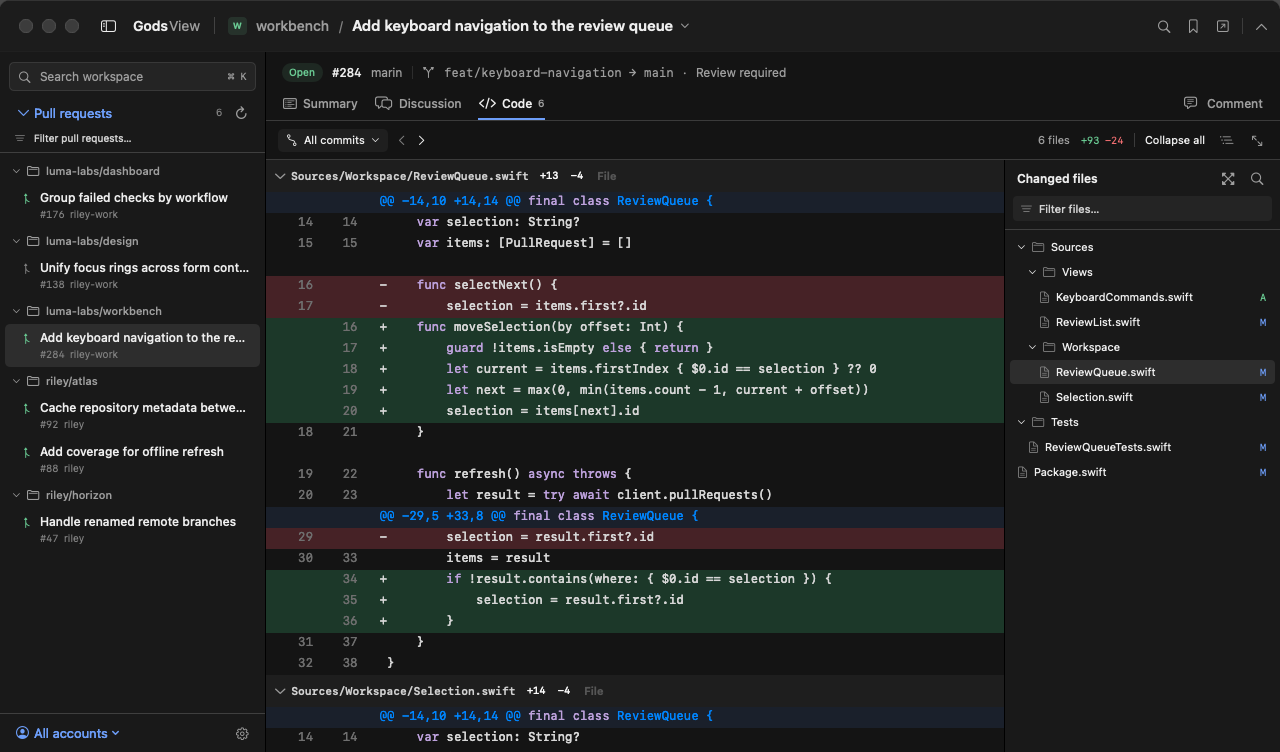 GodsView
W workbench / Add keyboard navigation to the review queue
Search workspace ⌘ K
Pull requests 6
Filter pull requests...
luma-labs/dashboard
Group failed checks by workflow
#176 riley-work
luma-labs/design
Unify focus rings across form cont...
#138 riley-work
luma-labs/workbench
Add keyboard navigation to the re...
#284 riley-work
riley/atlas
Cache repository metadata betwe...
#92 riley
Add coverage for offline refresh
#88 riley
riley/horizon
Handle renamed remote branches
#47 riley
All accounts
Open #284 marin feat/keyboard-navigation → main · Review required
Summary Discussion </> Code 6 Comment
All commits 6 files +93 −24 Collapse all
Sources/Workspace/ReviewQueue.swift +13 −4 File
@@ −14,10 +14,14 @@ final class ReviewQueue {
14 14 var selection: String?
15 15 var items: [PullRequest] = []
16 − func selectNext() {
17 − selection = items.first?.id
16 + func moveSelection(by offset: Int) {
17 + guard !items.isEmpty else { return }
18 + let current = items.firstIndex { $0.id == selection } ?? 0
19 + let next = max(0, min(items.count - 1, current + offset))
20 + selection = items[next].id
18 21 }
19 22 func refresh() async throws {
20 23 let result = try await client.pullRequests()
@@ −29,5 +33,8 @@ final class ReviewQueue {
29 − selection = result.first?.id
30 33 items = result
34 + if !result.contains(where: { $0.id == selection }) {
35 + selection = result.first?.id
36 + }
31 37 }
32 38 }
Sources/Workspace/Selection.swift +14 −4 File
@@ −14,10 +14,14 @@ final class ReviewQueue {
14 14 var selection: String?
Changed files
Filter files...
Sources
Views
KeyboardCommands.swift A
ReviewList.swift M
Workspace
ReviewQueue.swift M
Selection.swift M
Tests
ReviewQueueTests.swift M
Package.swift M